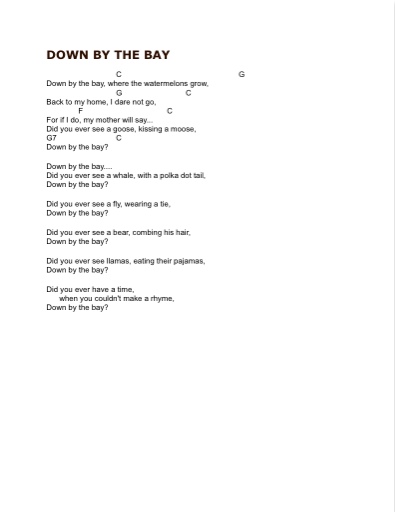 DOWN BY THE BAY
C G
Down by the bay, where the watermelons grow,
G C
Back to my home, I dare not go,
F C
For if I do, my mother will say...
Did you ever see a goose, kissing a moose,
G7 C
Down by the bay?
Down by the bay....
Did you ever see a whale, with a polka dot tail,
Down by the bay?
Did you ever see a fly, wearing a tie,
Down by the bay?
Did you ever see a bear, combing his hair,
Down by the bay?
Did you ever see llamas, eating their pajamas,
Down by the bay?
Did you ever have a time,
when you couldn't make a rhyme,
Down by the bay?